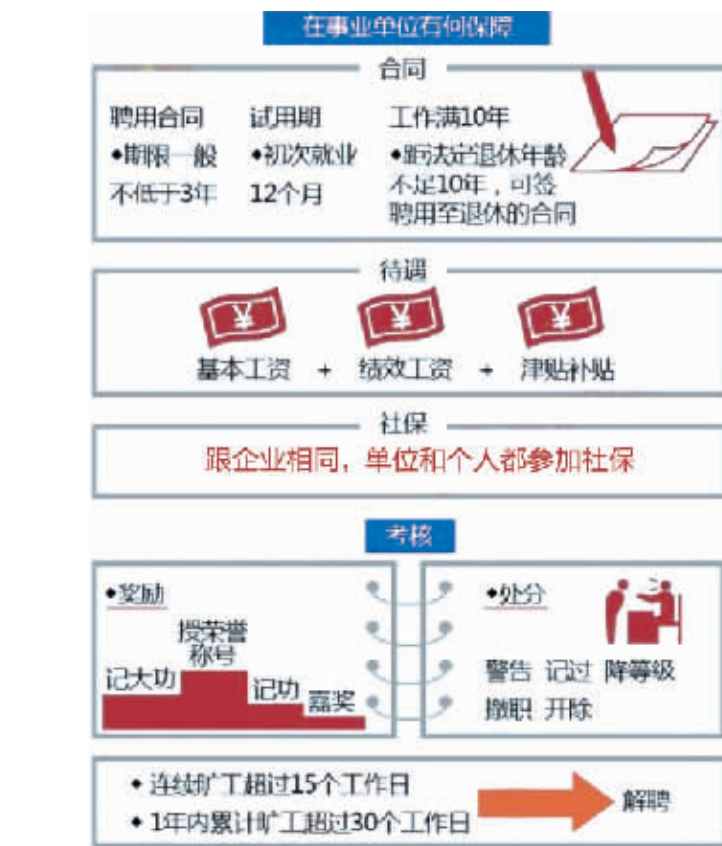 在事业单位有何保障
合同
聘用合同
•期限一般
不低于3年
试用期
•初次就业
12个月
工作满10年
•距法定退休年龄
不足10年，可签
聘用至退休的合同
待遇
¥ ¥ ¥
基本工资 + 绩效工资 + 津贴补贴
社保
跟企业相同，单位和个人都参加社保
考核
•奖励
授荣誉
称号
记大功
记功
嘉奖
•处分
警告 记过 降等级
撤职 开除
•连续旷工超过15个工作日
•1年内累计旷工超过30个工作日
解聘